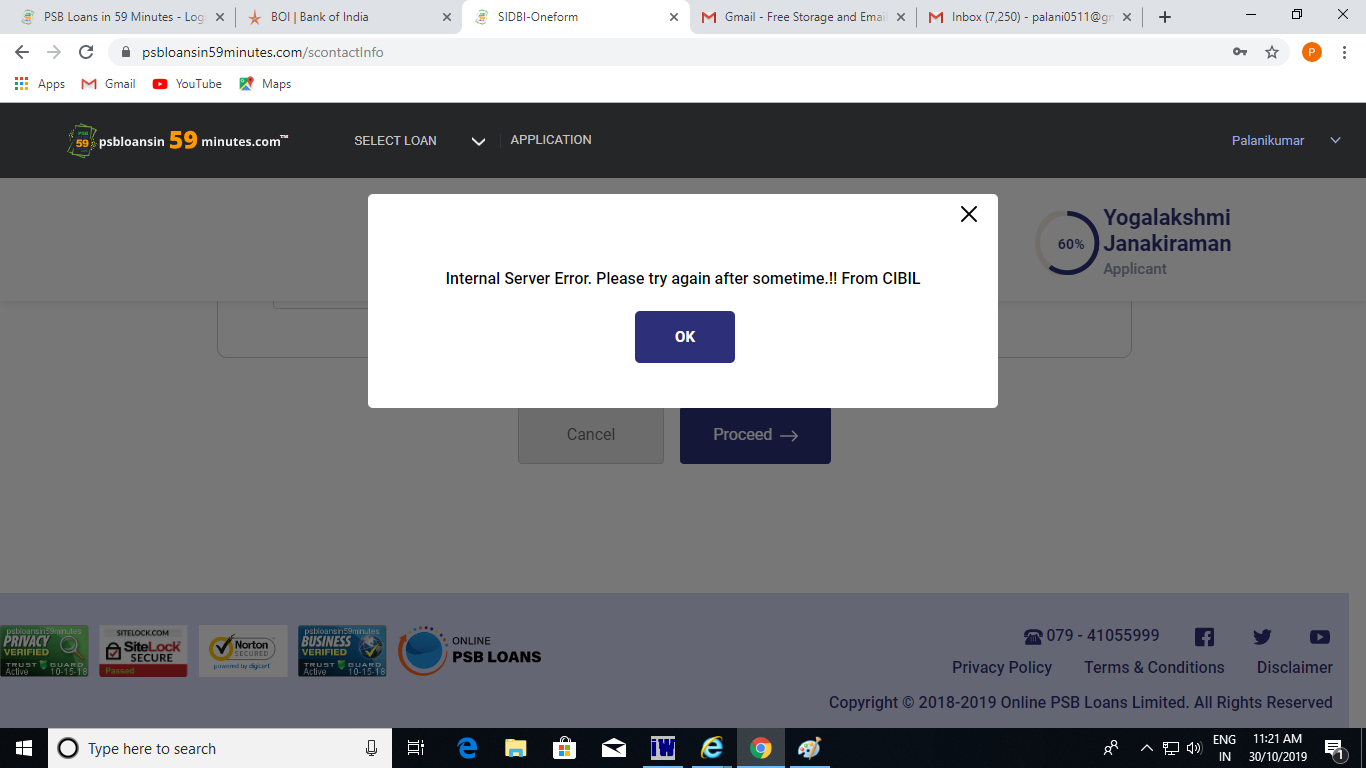 PSB Loans in 59 Minutes - Log
BOI | Bank of India
SIDBI-Oneform
Gmail - Free Storage and Emai
Inbox (7,250) - palani0511@g
psbloansin59minutes.com/scontactInfo
P
Apps
Gmail
YouTube
Maps
PSB
59
psbloansin 59 minutes.com™
SELECT LOAN
APPLICATION
Palanikumar
60%
Yogalakshmi
Janakiraman
Applicant
Internal Server Error. Please try again after sometime.!! From CIBIL
OK
Cancel
Proceed
psbloansin59minutes
PRIVACY
VERIFIED
TRUST GUARD
Active 10-15-18
SITELOCK.COM
SiteLock
SECURE
Passed
Norton
SECURED
powered by digicert
psbloansin59minutes
BUSINESS
VERIFIED
TRUST GUARD
Active 10-15-18
ONLINE
PSB LOANS
079 - 41055999
Privacy Policy
Terms & Conditions
Disclaimer
Copyright © 2018-2019 Online PSB Loans Limited. All Rights Reserved
Type here to search
iW
ENG
IN
11:21 AM
30/10/2019
1